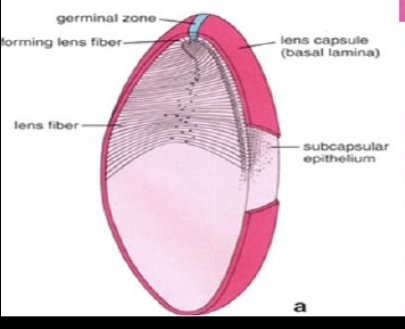 germinal zone
forming lens fiber
lens capsule
(basal lamina)
lens fiber
subcapsular
epithelium
a